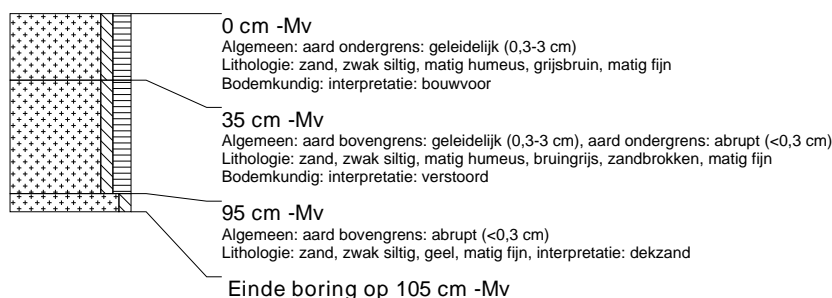 0 cm -Mv
Algemeen: aard ondergrens: geleidelijk (0,3-3 cm)
Lithologie: zand, zwak siltig, matig humeus, grijsbruin, matig fijn
Bodemkundig: interpretatie: bouwvoor
35 cm -Mv
Algemeen: aard bovengrens: geleidelijk (0,3-3 cm), aard ondergrens: abrupt (<0,3 cm)
Lithologie: zand, zwak siltig, matig humeus, bruingrijs, zandbrokken, matig fijn
Bodemkundig: interpretatie: verstoord
95 cm -Mv
Algemeen: aard bovengrens: abrupt (<0,3 cm)
Lithologie: zand, zwak siltig, geel, matig fijn, interpretatie: dekzand
Einde boring op 105 cm -Mv